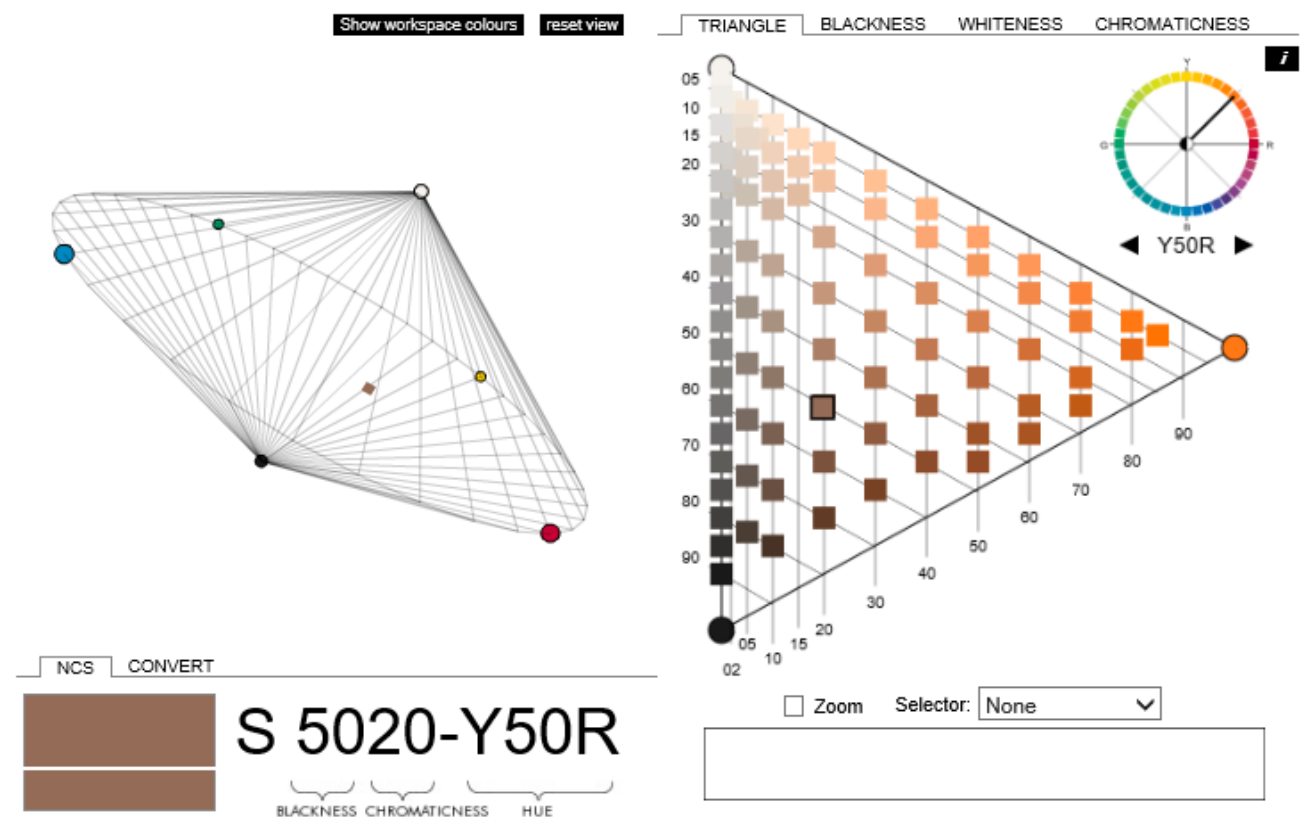 Show workspace colours reset view
TRIANGLE BLACKNESS WHITENESS CHROMATICNESS
i
Y
G R
B
Y50R
05
10
15
20
30
40
50
60
70
80
90
90
80
70
60
50
40
30
20
15
10
05
02
NCS CONVERT
S 5020-Y50R
BLACKNESS CHROMATICNESS HUE
Zoom Selector: None